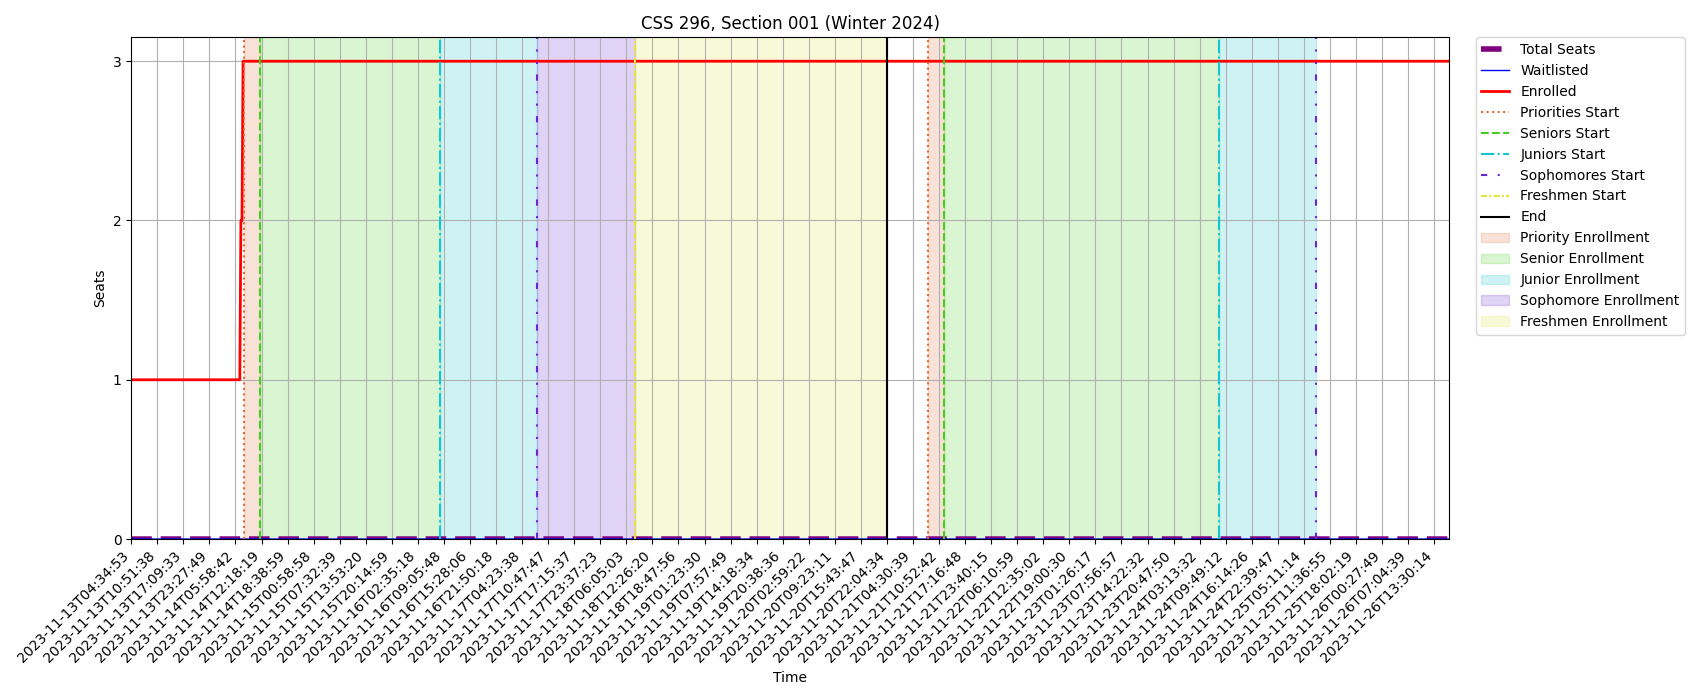 CSS 296, Section 001 (Winter 2024)
Seats
3
2
1
0
2023-11-13T04:34:53
2023-11-13T10:51:38
2023-11-13T17:09:33
2023-11-13T23:27:49
2023-11-14T05:58:42
2023-11-14T12:18:19
2023-11-14T18:38:59
2023-11-15T00:58:58
2023-11-15T07:32:39
2023-11-15T13:53:20
2023-11-15T20:14:59
2023-11-16T02:35:18
2023-11-16T09:05:48
2023-11-16T15:28:06
2023-11-16T21:50:18
2023-11-17T04:23:38
2023-11-17T10:47:47
2023-11-17T17:15:37
2023-11-17T23:37:23
2023-11-18T06:05:03
2023-11-18T12:26:20
2023-11-18T18:47:56
2023-11-19T01:23:30
2023-11-19T07:57:49
2023-11-19T14:18:34
2023-11-19T20:38:36
2023-11-20T02:59:22
2023-11-20T09:23:11
2023-11-20T15:43:47
2023-11-20T22:04:34
2023-11-21T04:30:39
2023-11-21T10:52:42
2023-11-21T17:16:48
2023-11-21T23:40:15
2023-11-22T06:10:59
2023-11-22T12:35:02
2023-11-22T19:00:30
2023-11-23T01:26:17
2023-11-23T07:56:57
2023-11-23T14:22:32
2023-11-23T20:47:50
2023-11-24T03:13:32
2023-11-24T09:49:12
2023-11-24T16:14:26
2023-11-24T22:39:47
2023-11-25T05:11:14
2023-11-25T11:36:55
2023-11-25T18:02:19
2023-11-26T00:27:49
2023-11-26T07:04:39
2023-11-26T13:30:14
Time
Total Seats
Waitlisted
Enrolled
Priorities Start
Seniors Start
Juniors Start
Sophomores Start
Freshmen Start
End
Priority Enrollment
Senior Enrollment
Junior Enrollment
Sophomore Enrollment
Freshmen Enrollment